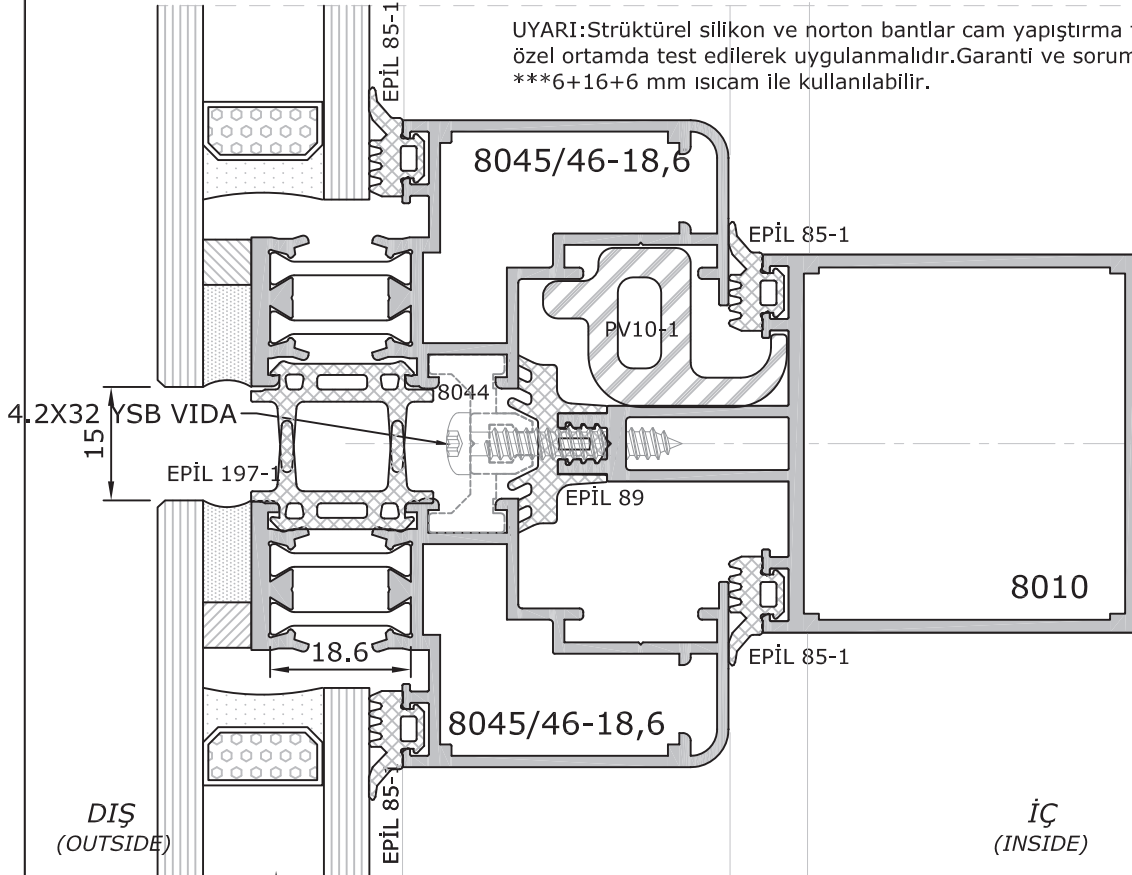 UYARI:Strüktürel silikon ve norton bantlar cam yapıştırma
özel ortamda test edilerek uygulanmalıdır.Garanti ve sorum
***6+16+6 mm ısıcam ile kullanılabilir.
EPİL 85-1
8045/46-18,6
EPİL 85-1
PV10-1
8044
4.2X32 YSB VIDA
15
EPİL 197-1
EPİL 89
8010
18.6
EPİL 85-1
8045/46-18,6
EPİL 85-1
DIŞ
(OUTSIDE)
İÇ
(INSIDE)